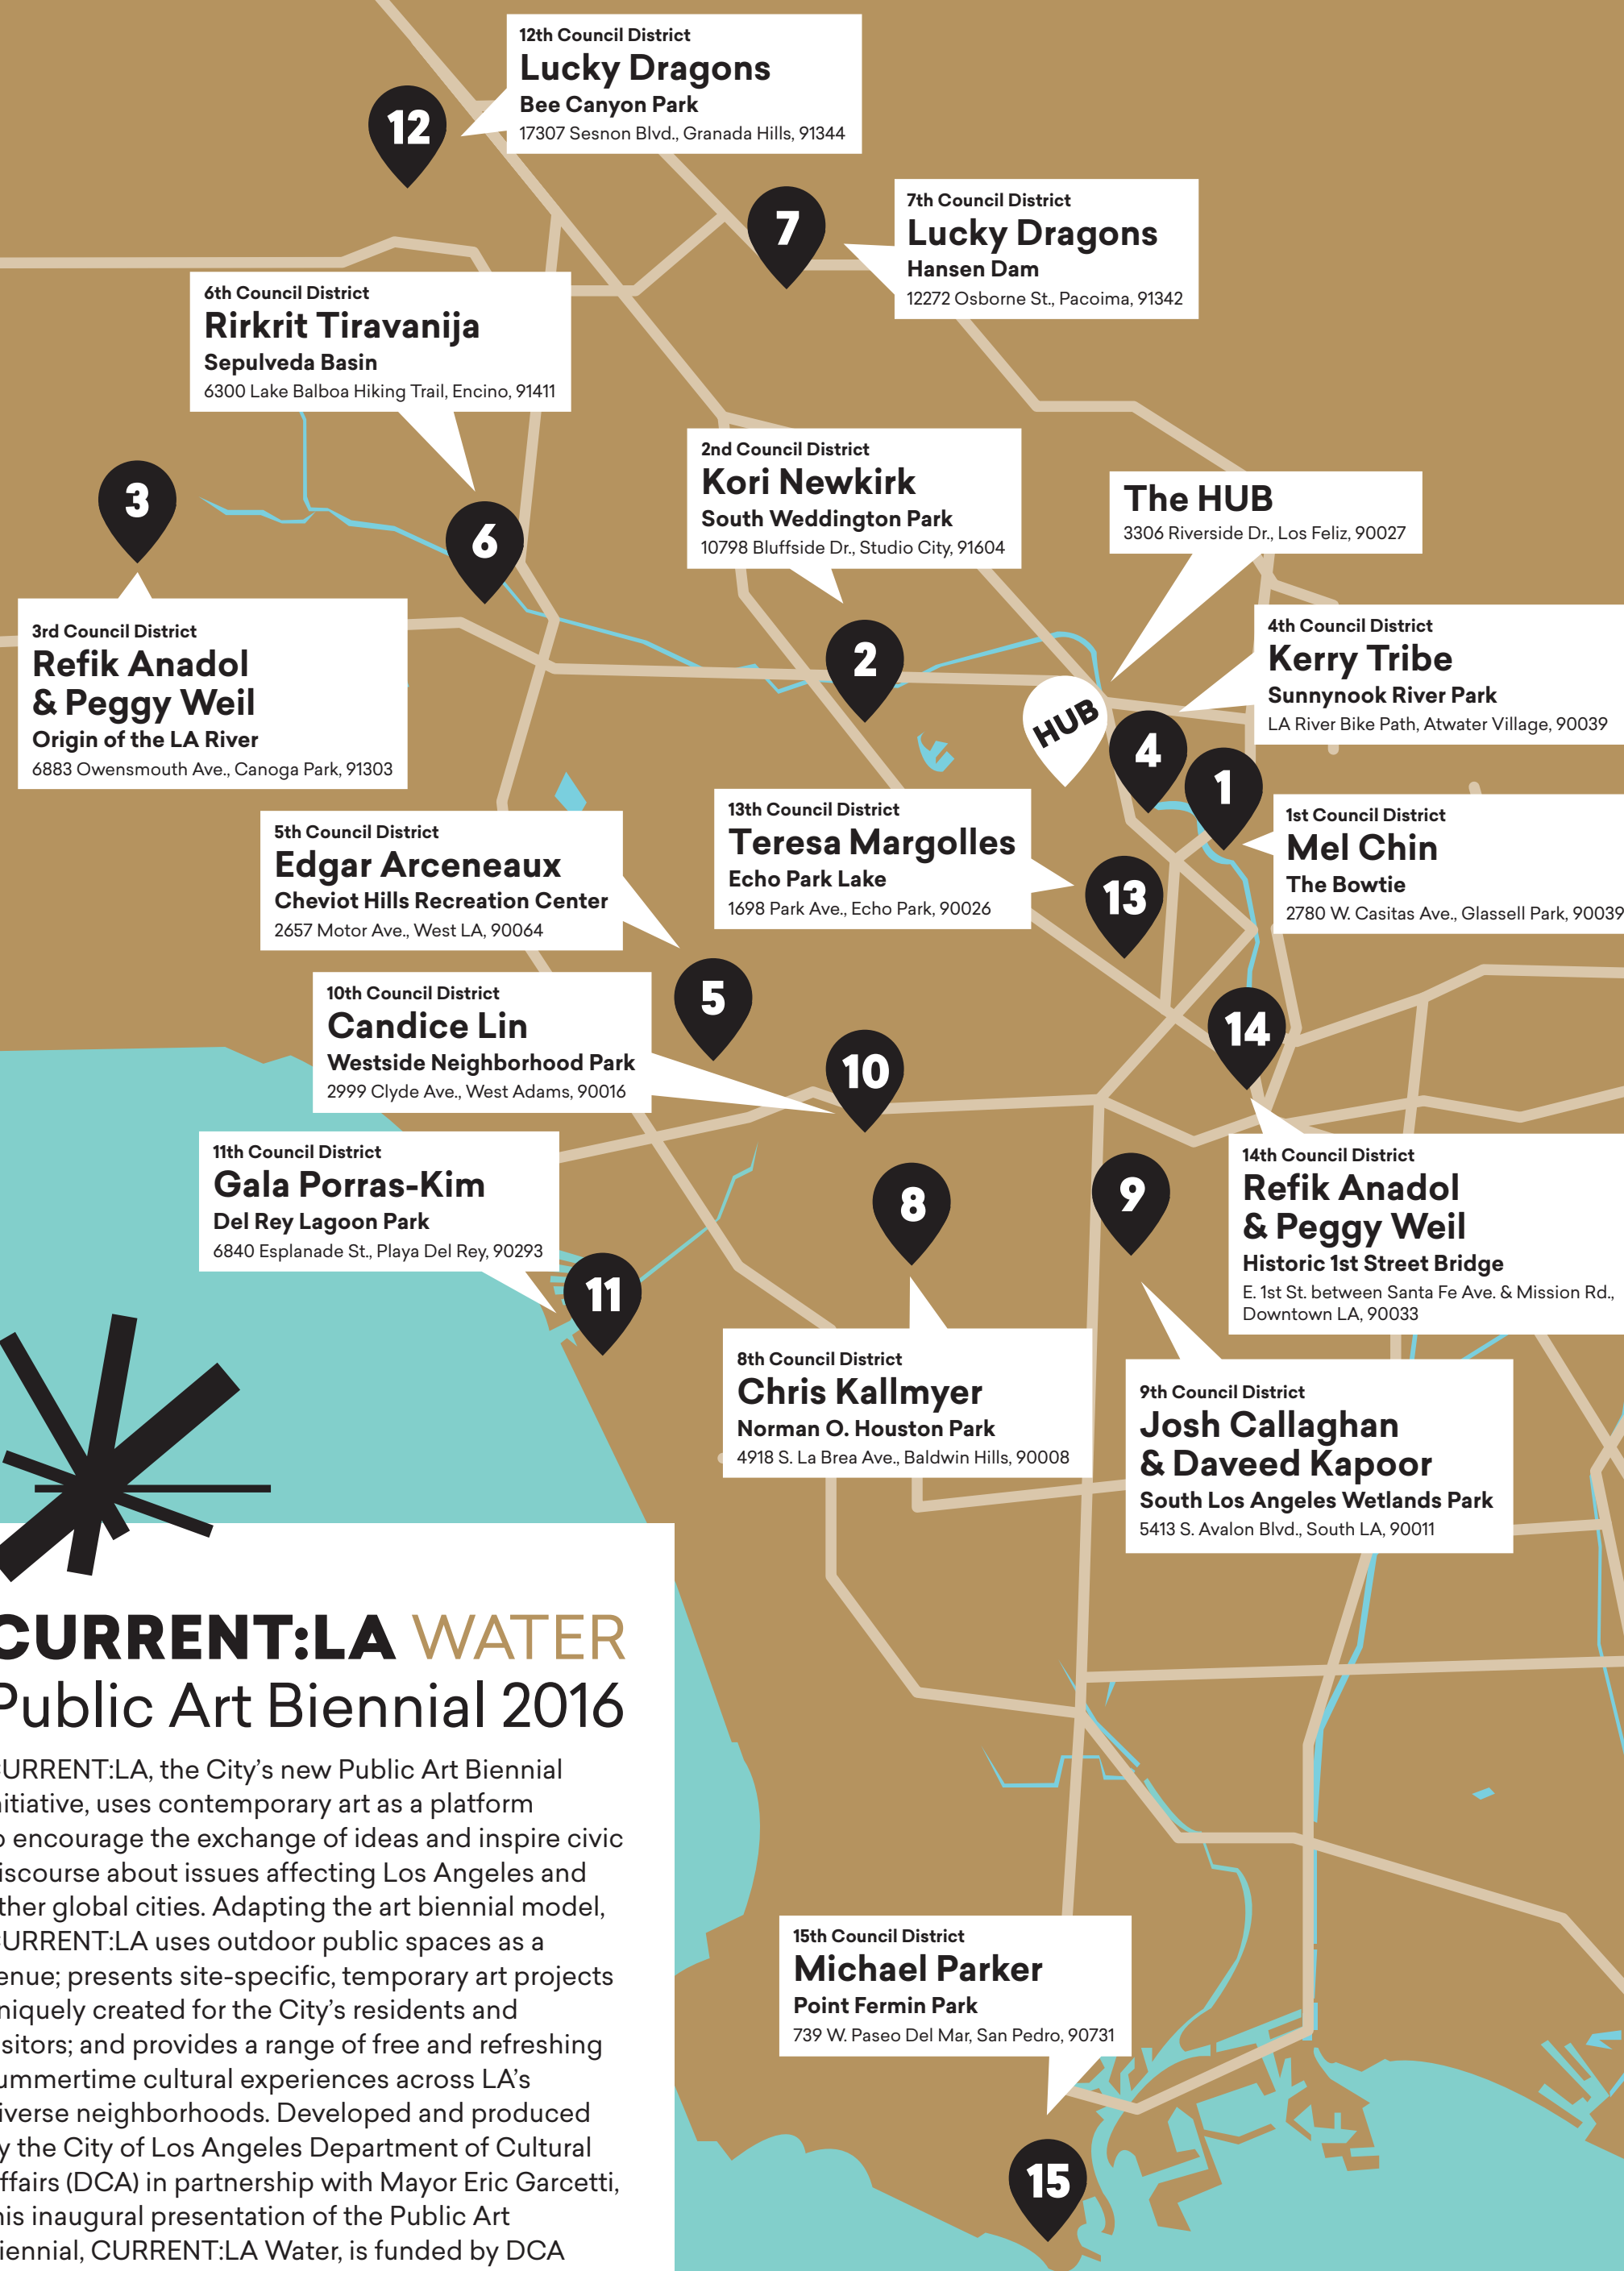 12th Council District
Lucky Dragons
Bee Canyon Park
17307 Sesnon Blvd., Granada Hills, 91344
12
7th Council District
Lucky Dragons
Hansen Dam
12272 Osborne St., Pacoima, 91342
7
6th Council District
Rirkrit Tiravanija
Sepulveda Basin
6300 Lake Balboa Hiking Trail, Encino, 91411
6
2nd Council District
Kori Newkirk
South Weddington Park
10798 Bluffside Dr., Studio City, 91604
2
The HUB
3306 Riverside Dr., Los Feliz, 90027
HUB
3
3rd Council District
Refik Anadol
& Peggy Weil
Origin of the LA River
6883 Owensmouth Ave., Canoga Park, 91303
4th Council District
Kerry Tribe
Sunnynook River Park
LA River Bike Path, Atwater Village, 90039
4
1
1st Council District
Mel Chin
The Bowtie
2780 W. Casitas Ave., Glassell Park, 90039
5th Council District
Edgar Arceneaux
Cheviot Hills Recreation Center
2657 Motor Ave., West LA, 90064
5
13th Council District
Teresa Margolles
Echo Park Lake
1698 Park Ave., Echo Park, 90026
13
10th Council District
Candice Lin
Westside Neighborhood Park
2999 Clyde Ave., West Adams, 90016
10
14
14th Council District
Refik Anadol
& Peggy Weil
Historic 1st Street Bridge
E. 1st St. between Santa Fe Ave. & Mission Rd.,
Downtown LA, 90033
11th Council District
Gala Porras-Kim
Del Rey Lagoon Park
6840 Esplanade St., Playa Del Rey, 90293
11
8
8th Council District
Chris Kallmyer
Norman O. Houston Park
4918 S. La Brea Ave., Baldwin Hills, 90008
9
9th Council District
Josh Callaghan
& Daveed Kapoor
South Los Angeles Wetlands Park
5413 S. Avalon Blvd., South LA, 90011
CURRENT:LA WATER
Public Art Biennial 2016
CURRENT:LA, the City's new Public Art Biennial
nitiative, uses contemporary art as a platform
o encourage the exchange of ideas and inspire civic
iscourse about issues affecting Los Angeles and
ther global cities. Adapting the art biennial model,
CURRENT:LA uses outdoor public spaces as a
enue; presents site-specific, temporary art projects
niquely created for the City's residents and
sitors; and provides a range of free and refreshing
ummertime cultural experiences across LA's
iverse neighborhoods. Developed and produced
y the City of Los Angeles Department of Cultural
ffairs (DCA) in partnership with Mayor Eric Garcetti,
his inaugural presentation of the Public Art
iennial, CURRENT:LA Water, is funded by DCA
15th Council District
Michael Parker
Point Fermin Park
739 W. Paseo Del Mar, San Pedro, 90731
15